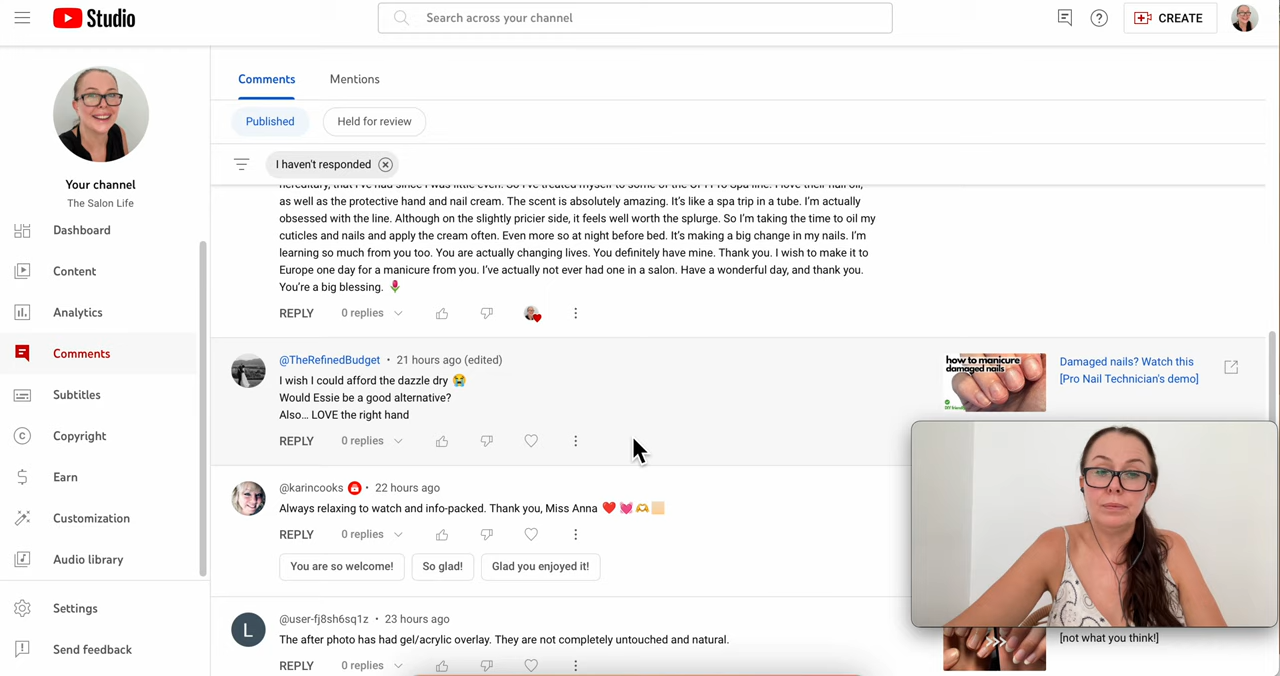 Studio
Search across your channel
CREATE
Your channel
The Salon Life
Dashboard
Content
Analytics
Comments
Subtitles
Copyright
Earn
Customization
Audio library
Settings
Send feedback
Comments
Mentions
Published
Held for review
I haven't responded
as well as the protective hand and nail cream. The scent is absolutely amazing. It's like a spa trip in a tube. I'm actually
obsessed with the line. Although on the slightly pricier side, it feels well worth the splurge. So I'm taking the time to oil my
cuticles and nails and apply the cream often. Even more so at night before bed. It's making a big change in my nails. I'm
learning so much from you too. You are actually changing lives. You definitely have mine. Thank you. I wish to make it to
Europe one day for a manicure from you. I've actually not ever had one in a salon. Have a wonderful day, and thank you.
You're a big blessing. 🌷
REPLY 0 replies
@TheRefinedBudget • 21 hours ago (edited)
I wish I could afford the dazzle dry 😭
Would Essie be a good alternative?
Also… LOVE the right hand
REPLY 0 replies
how to manicure
damaged nails
Damaged nails? Watch this
[Pro Nail Technician's demo]
@karincooks • 22 hours ago
Always relaxing to watch and info-packed. Thank you, Miss Anna ❤️ 💓 🫶 🏼
REPLY 0 replies
You are so welcome! So glad! Glad you enjoyed it!
L
@user-fj8sh6sq1z • 23 hours ago
The after photo has had gel/acrylic overlay. They are not completely untouched and natural.
REPLY 0 replies
[not what you think!]